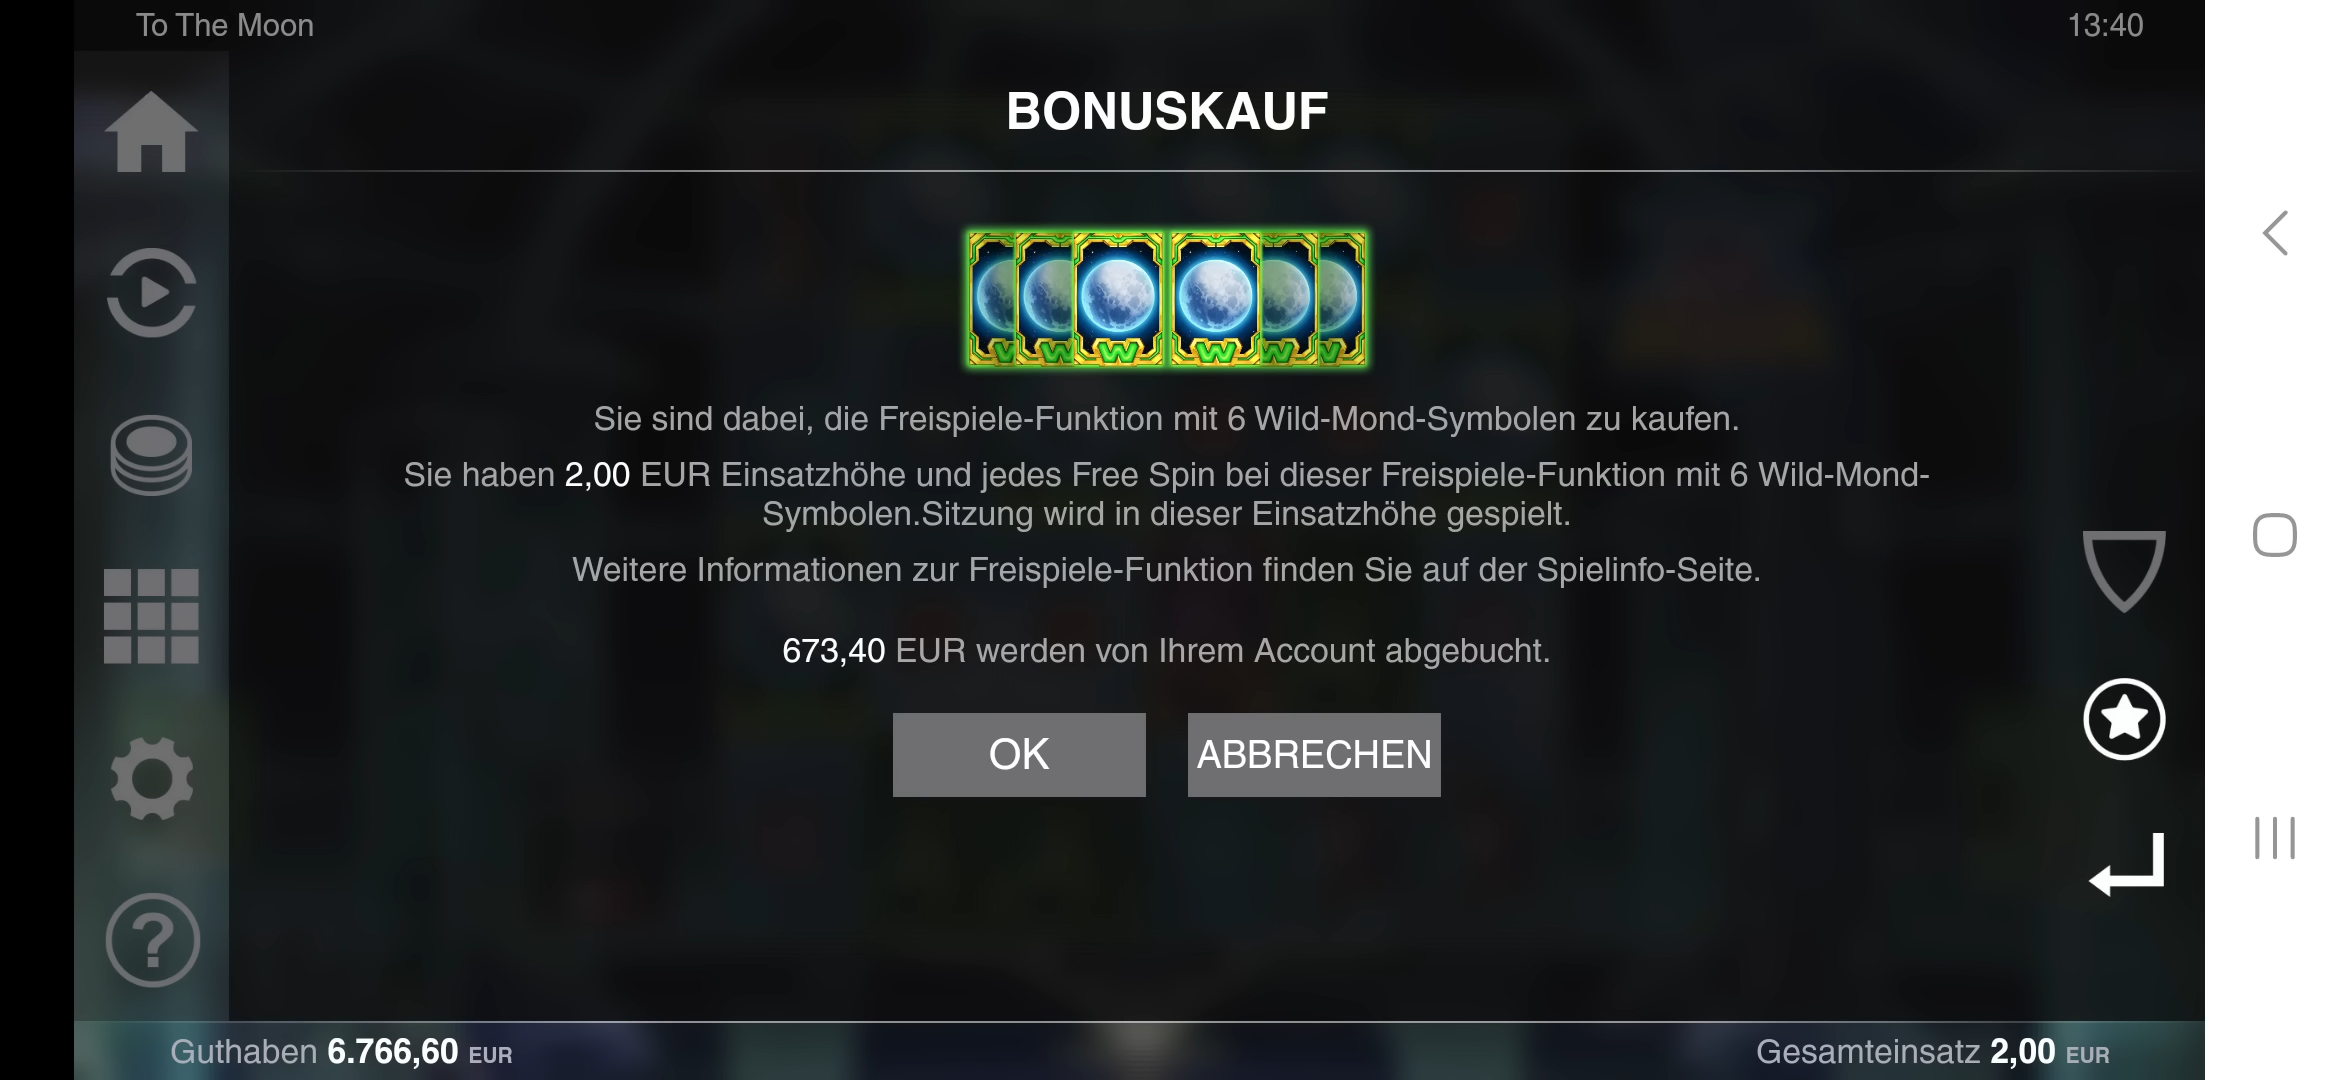 To The Moon
13:40
BONUSKAUF
Sie sind dabei, die Freispiele-Funktion mit 6 Wild-Mond-Symbolen zu kaufen.
Sie haben 2,00 EUR Einsatzhöhe und jedes Free Spin bei dieser Freispiele-Funktion mit 6 Wild-Mond-
Symbolen.Sitzung wird in dieser Einsatzhöhe gespielt.
Weitere Informationen zur Freispiele-Funktion finden Sie auf der Spielinfo-Seite.
673,40 EUR werden von Ihrem Account abgebucht.
OK
ABBRECHEN
Guthaben 6.766,60 EUR
Gesamteinsatz 2,00 EUR